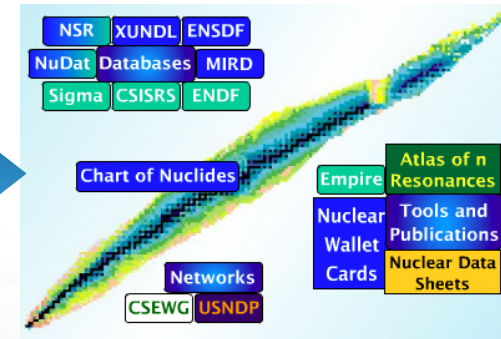 NSR XUNDL ENSDF
NuDat Databases MIRD
Sigma CSISRS ENDF
Chart of Nuclides
Empire
Atlas of n
Resonances
Nuclear
Wallet
Cards
Tools and
Publications
Nuclear Data
Sheets
Networks
CSEWG USNDP